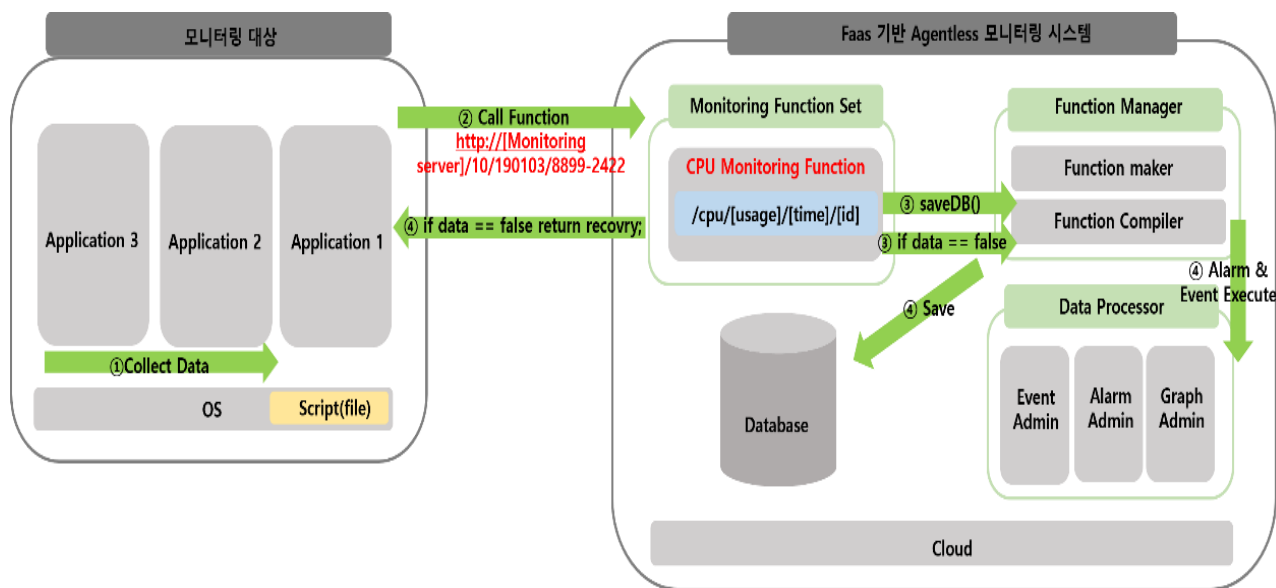 모니터링 대상
Faas 기반 Agentless 모니터링 시스템
② Call Function
http://[Monitoring
server]/10/190103/8899-2422
④ if data == false return recovry;
Application 3
Application 2
Application 1
①Collect Data
OS
Script(file)
Monitoring Function Set
CPU Monitoring Function
/cpu/[usage]/[time]/[id]
③ saveDB()
③ if data == false
Function Manager
Function maker
Function Compiler
④ Alarm &
Event Execute
④ Save
Database
Data Processor
Event
Admin
Alarm
Admin
Graph
Admin
Cloud